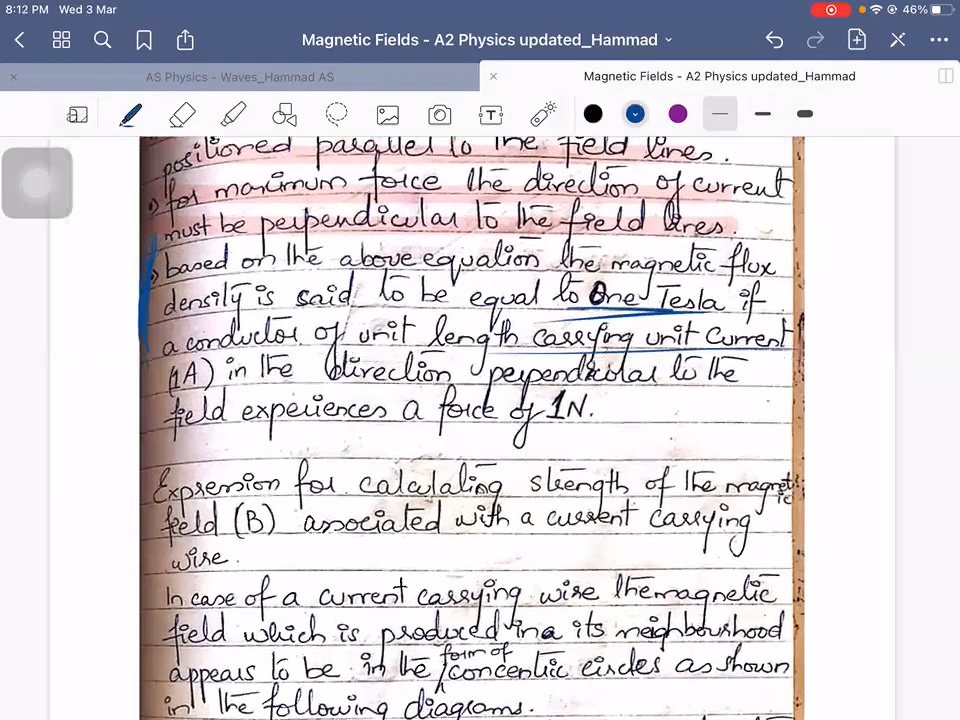 8:12 PM Wed 3 Mar
46%
Magnetic Fields - A2 Physics updated_Hammad
AS Physics - Waves_Hammad AS
Magnetic Fields - A2 Physics updated_Hammad
positioned parallel to the field lines.
for maximum force the direction of current
must be perpendicular to the field lines.
based on the above equation the magnetic flux
density is said to be equal to One Tesla if
a conductor of unit length carrying unit current
(1A) in the direction perpendicular to the
field experiences a force of 1N.
Expression for calculating strength of the magnetic
field (B) associated with a current carrying
wire.
In case of a current carrying wire the magnetic
field which is produced in its neighbourhood
appears to be in the form of concentic circles as shown
in the following diagrams.